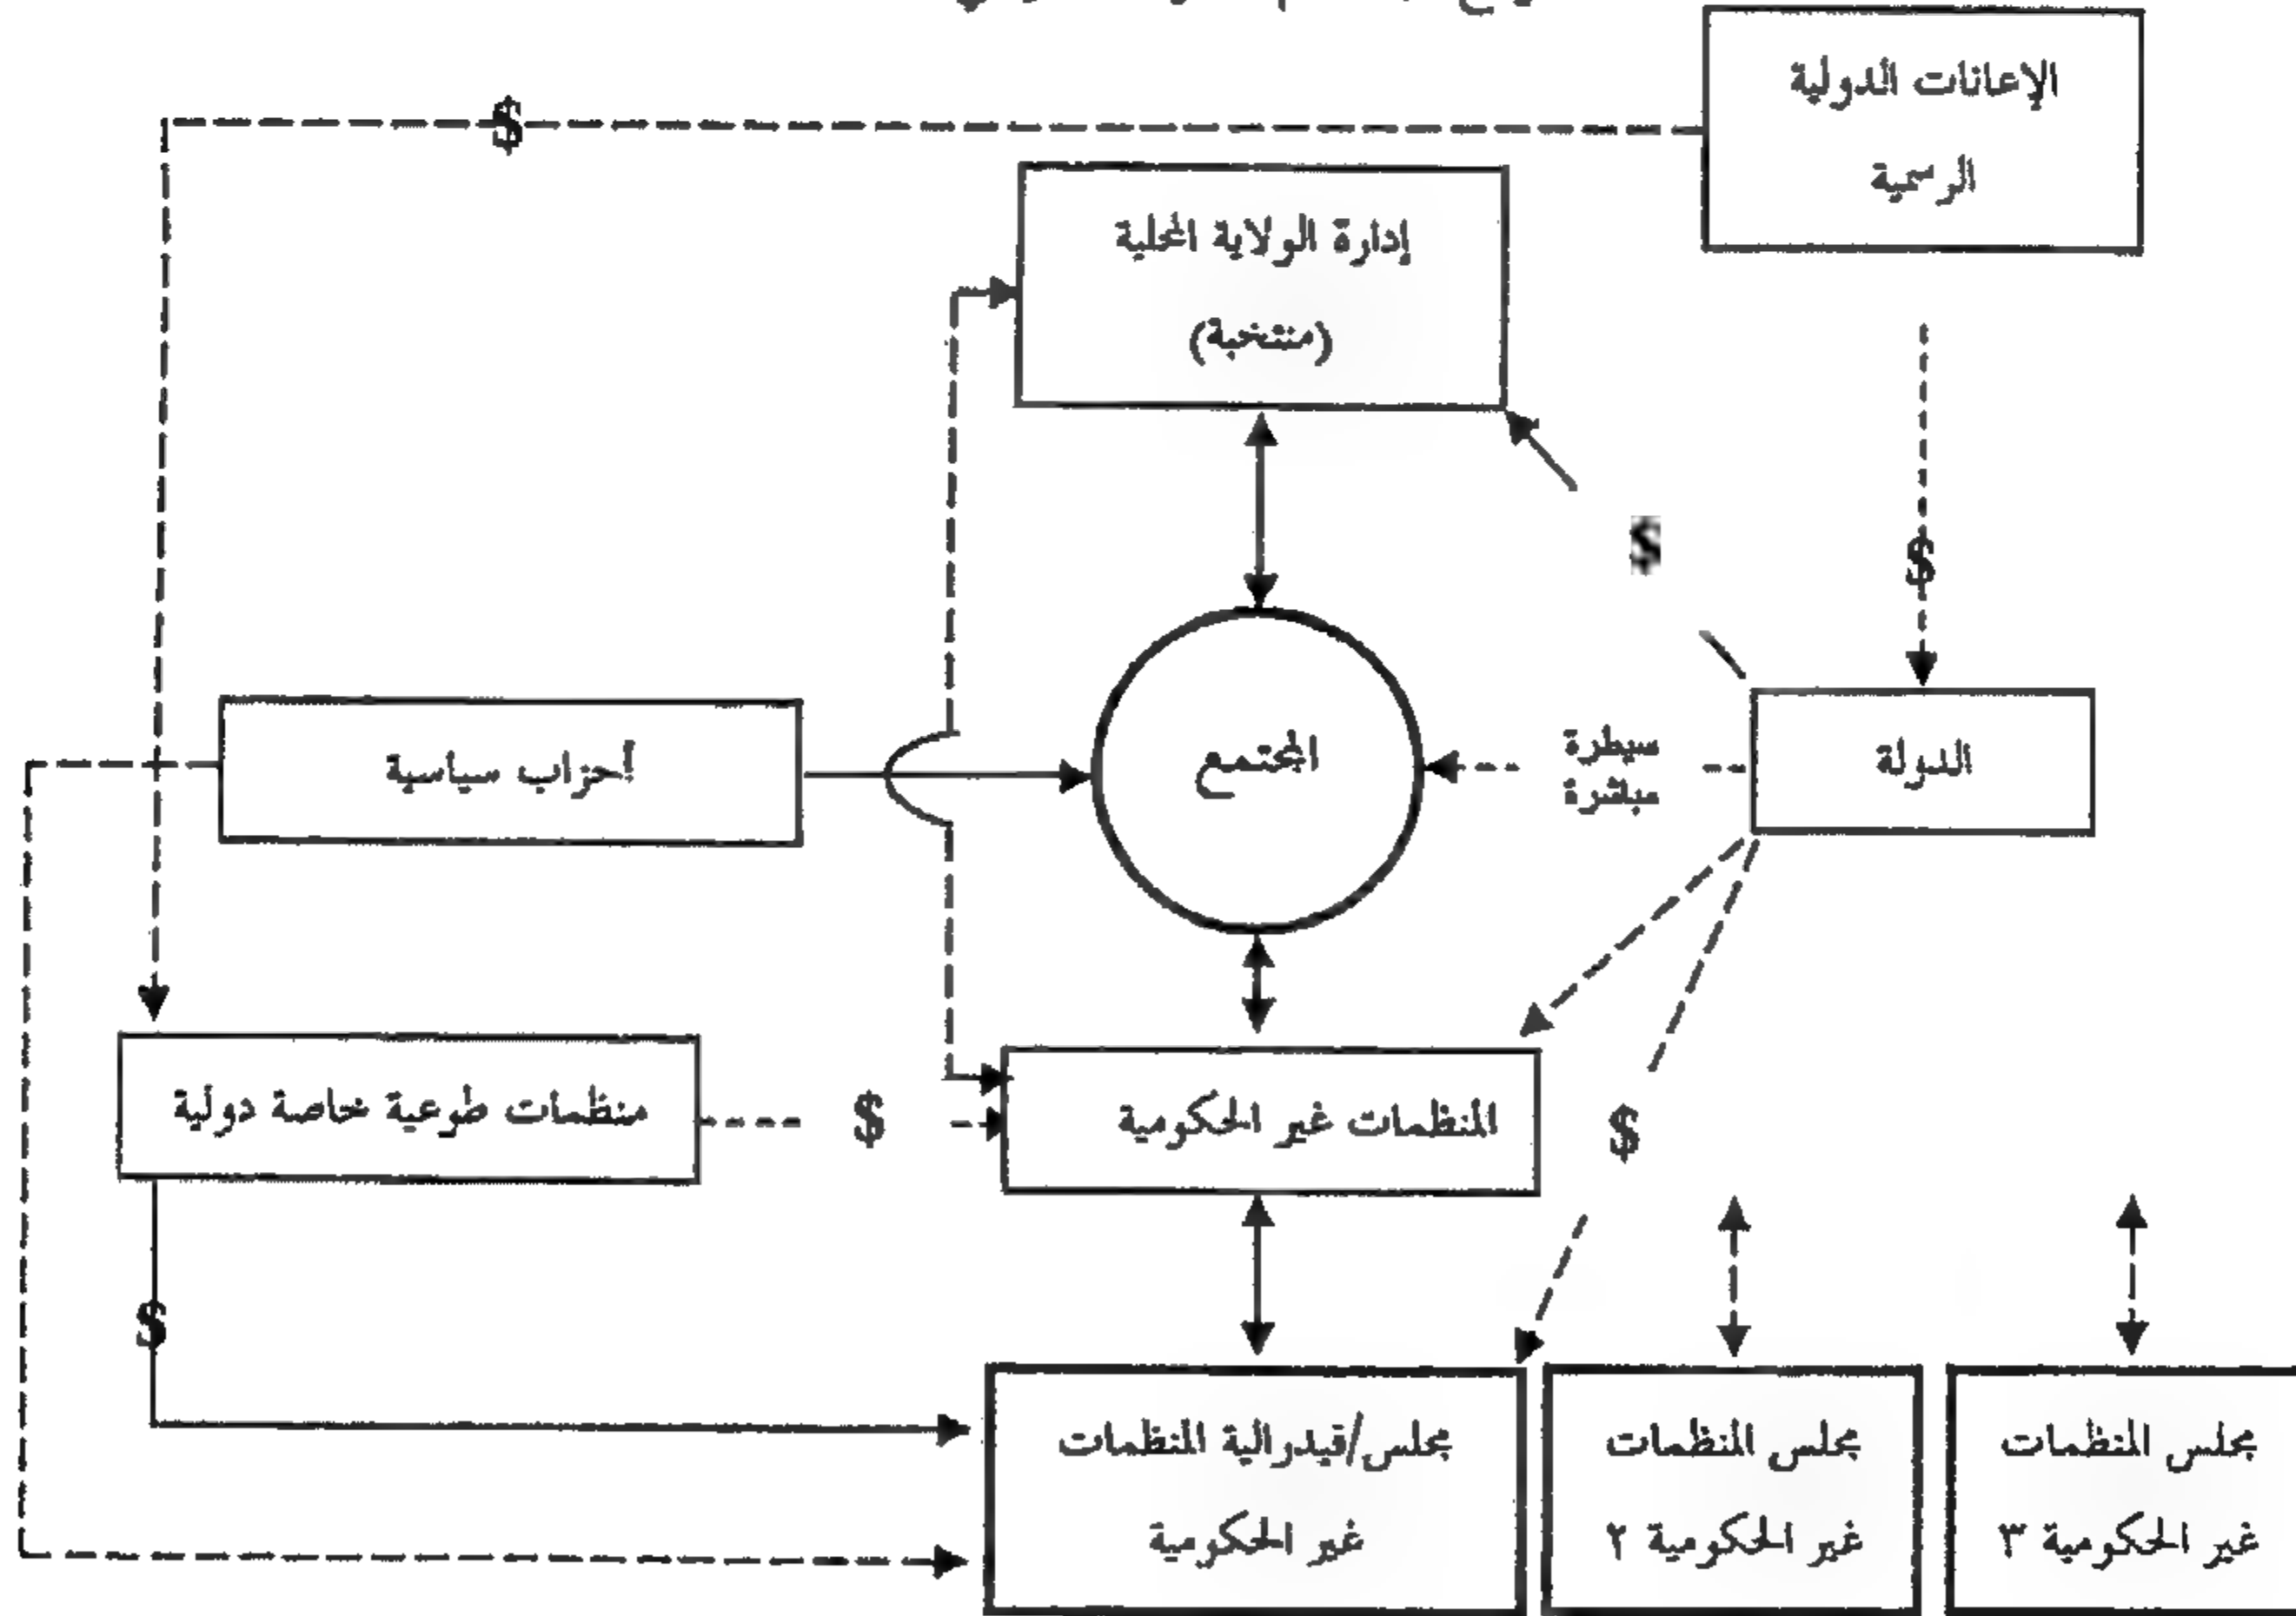 الإعانات الدولية
الرسمية
$
إدارة الولاية المحلية
(منتخبة)
$
$
أحزاب سياسية
المجتمع
سيطرة
مباشرة
الدولة
منظمات طوعية خاصة دولية
$
المنظمات غير الحكومية
$
$
مجلس/فيدرالية المنظمات
غير الحكومية
مجلس المنظمات
غير الحكومية ٢
مجلس المنظمات
غير الحكومية ٣